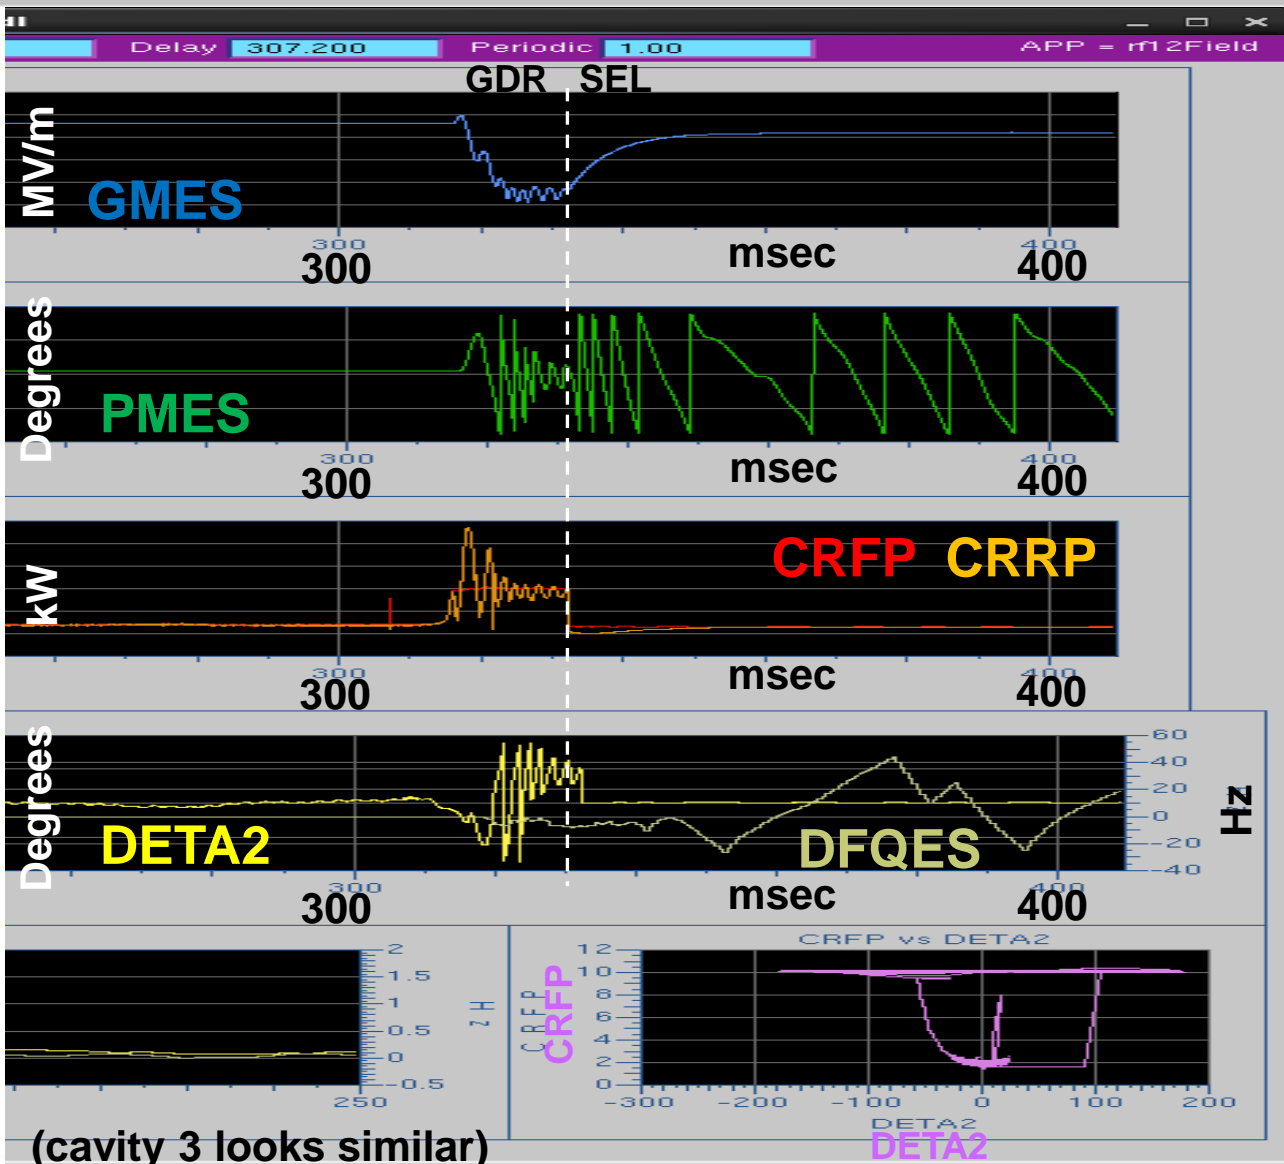 Delay 307.200 Periodic 1.00 APP = rf12Field
GDR SEL
MV/m
GMES
300 400
300 msec 400
Degrees
PMES
300 400
300 msec 400
kW
CRFP CRRP
300 400
300 msec 400
Degrees
DETA2
DFQES
60
40
20
0
-20
-40
Hz
300 400
300 msec 400
2
1.5
1
0.5
0
-0.5
Hz
250
CRFP vs DETA2
CRFP
CRFP
12
10
8
6
4
2
0
-300 -200 -100 0 100 200
DETA2
DETA2
(cavity 3 looks similar)